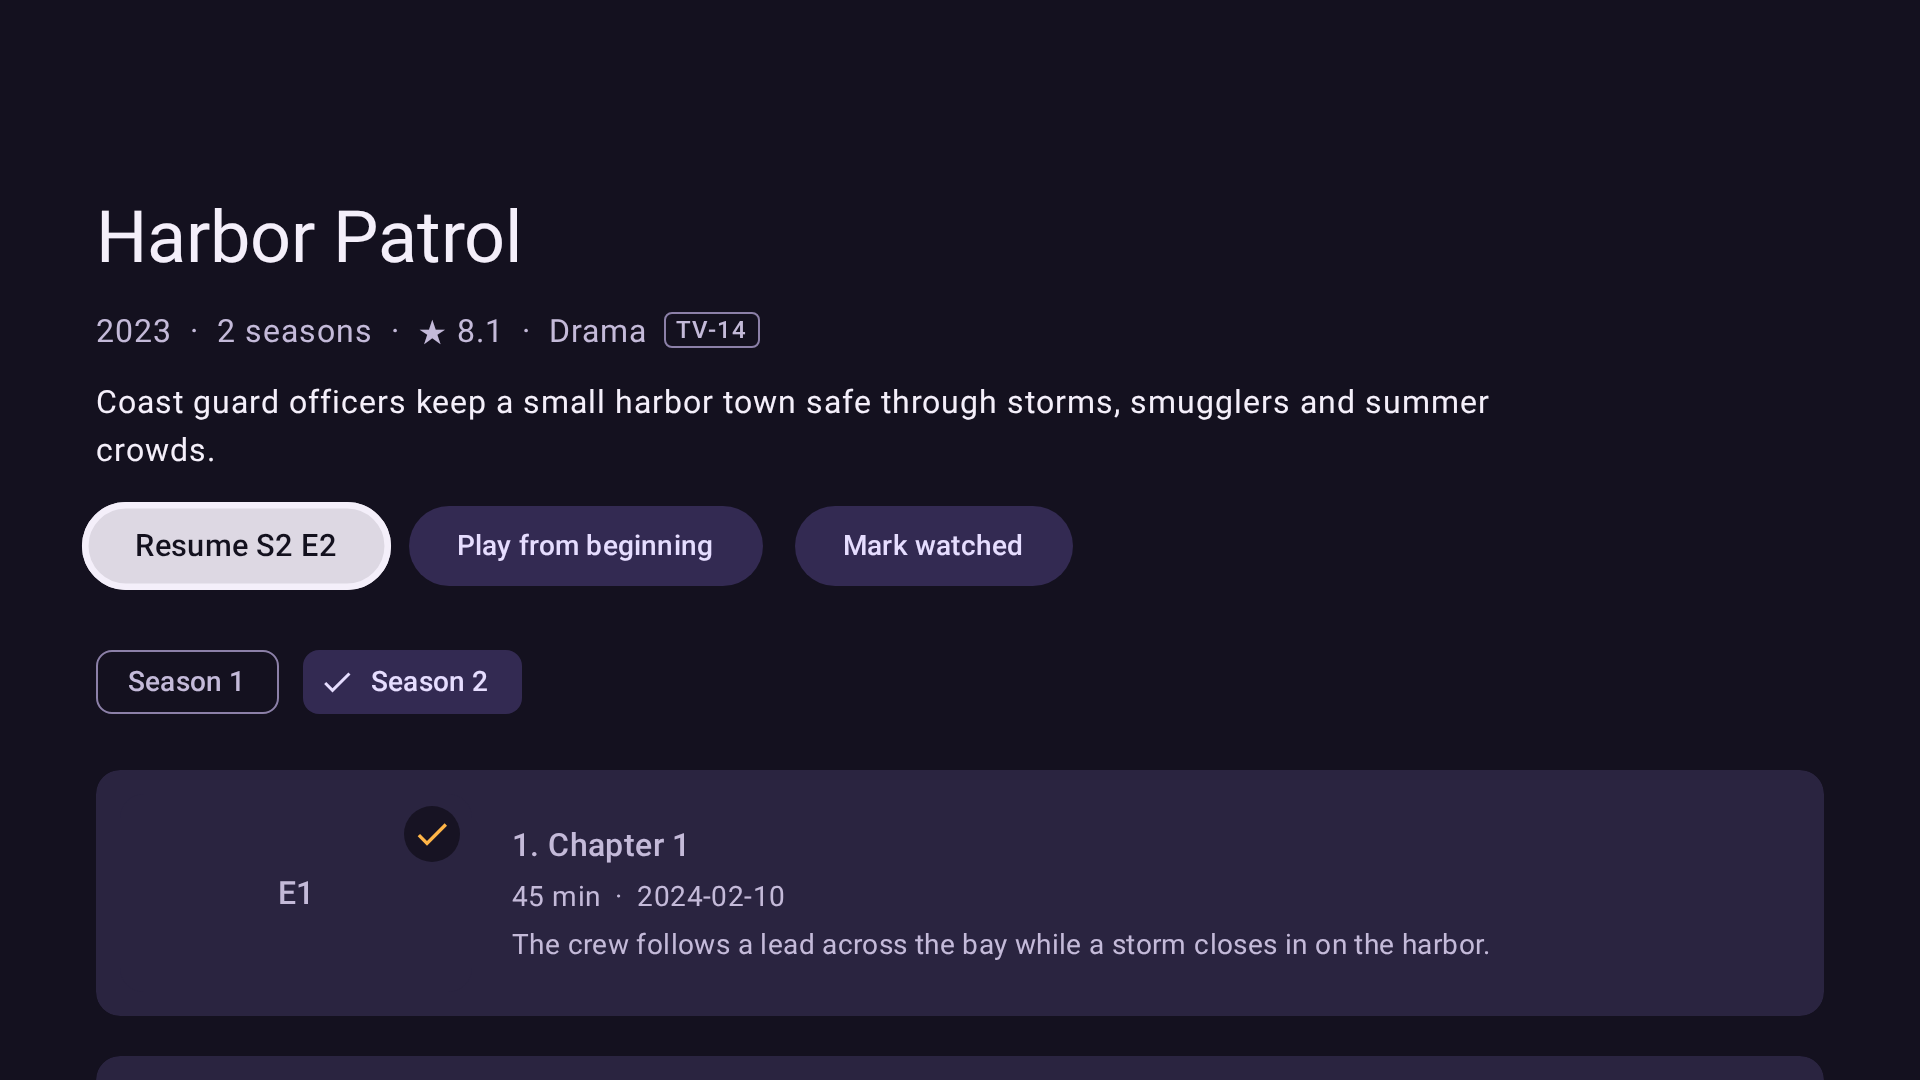 Harbor Patrol
2023 · 2 seasons · ★ 8.1 · Drama TV-14
Coast guard officers keep a small harbor town safe through storms, smugglers and summer
crowds.
Resume S2 E2 Play from beginning Mark watched
Season 1 Season 2
1. Chapter 1
E1
45 min · 2024-02-10
The crew follows a lead across the bay while a storm closes in on the harbor.